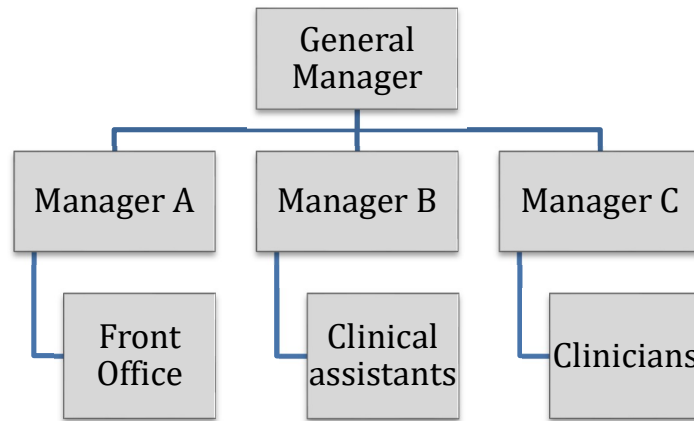 General
Manager
Manager A
Manager B
Manager C
Front
Office
Clinical
assistants
Clinicians